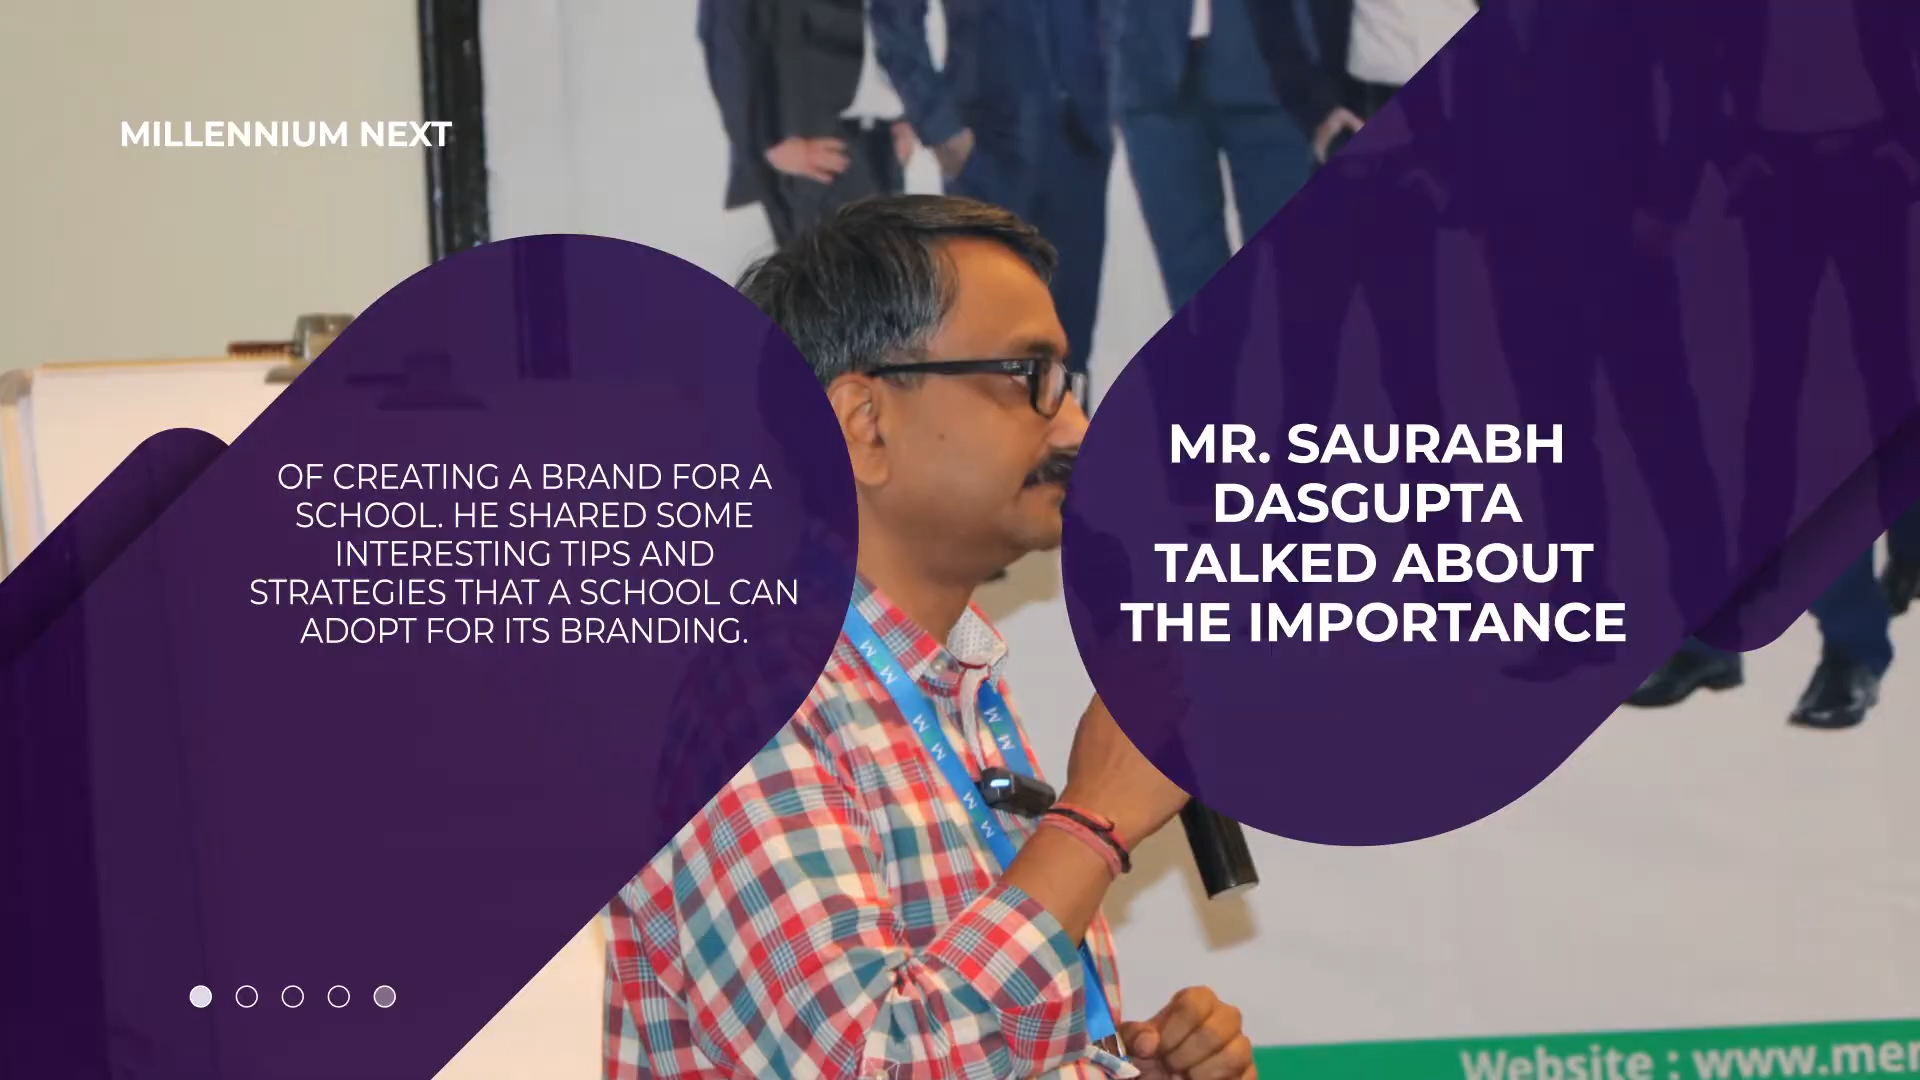 MILLENNIUM NEXT
MR. SAURABH
DASGUPTA
TALKED ABOUT
THE IMPORTANCE
OF CREATING A BRAND FOR A
SCHOOL. HE SHARED SOME
INTERESTING TIPS AND
STRATEGIES THAT A SCHOOL CAN
ADOPT FOR ITS BRANDING.
Website : www.mer